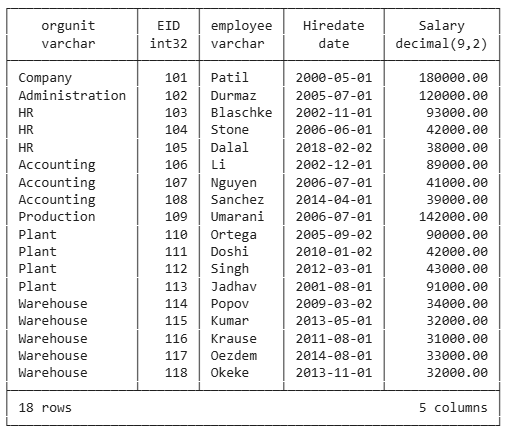 orgunit EID employee Hiredate Salary
varchar int32 varchar date decimal(9,2)
Company 101 Patil 2000-05-01 180000.00
Administration 102 Durmaz 2005-07-01 120000.00
HR 103 Blaschke 2002-11-01 93000.00
HR 104 Stone 2006-06-01 42000.00
HR 105 Dalal 2018-02-02 38000.00
Accounting 106 Li 2002-12-01 89000.00
Accounting 107 Nguyen 2006-07-01 41000.00
Accounting 108 Sanchez 2014-04-01 39000.00
Production 109 Umarani 2006-07-01 142000.00
Plant 110 Ortega 2005-09-02 90000.00
Plant 111 Doshi 2010-01-02 42000.00
Plant 112 Singh 2012-03-01 43000.00
Plant 113 Jadhav 2001-08-01 91000.00
Warehouse 114 Popov 2009-03-02 34000.00
Warehouse 115 Kumar 2013-05-01 32000.00
Warehouse 116 Krause 2011-08-01 31000.00
Warehouse 117 Oezdem 2014-08-01 33000.00
Warehouse 118 Okeke 2013-11-01 32000.00
18 rows 5 columns